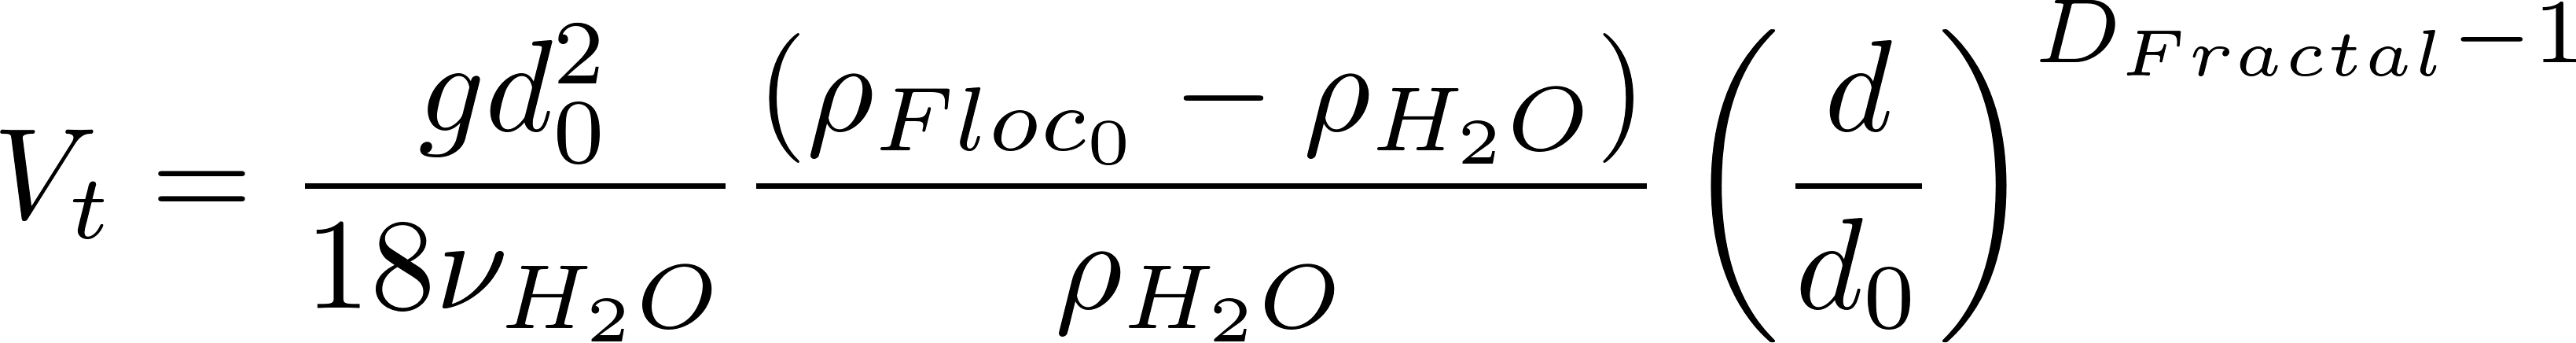 V_t = \frac{gd_0^2}{18\nu_{H_2O}} \frac{(\rho_{Floc_0} - \rho_{H_2O})}{\rho_{H_2O}} \left(\frac{d}{d_0}\right)^{D_{Fractal}-1}